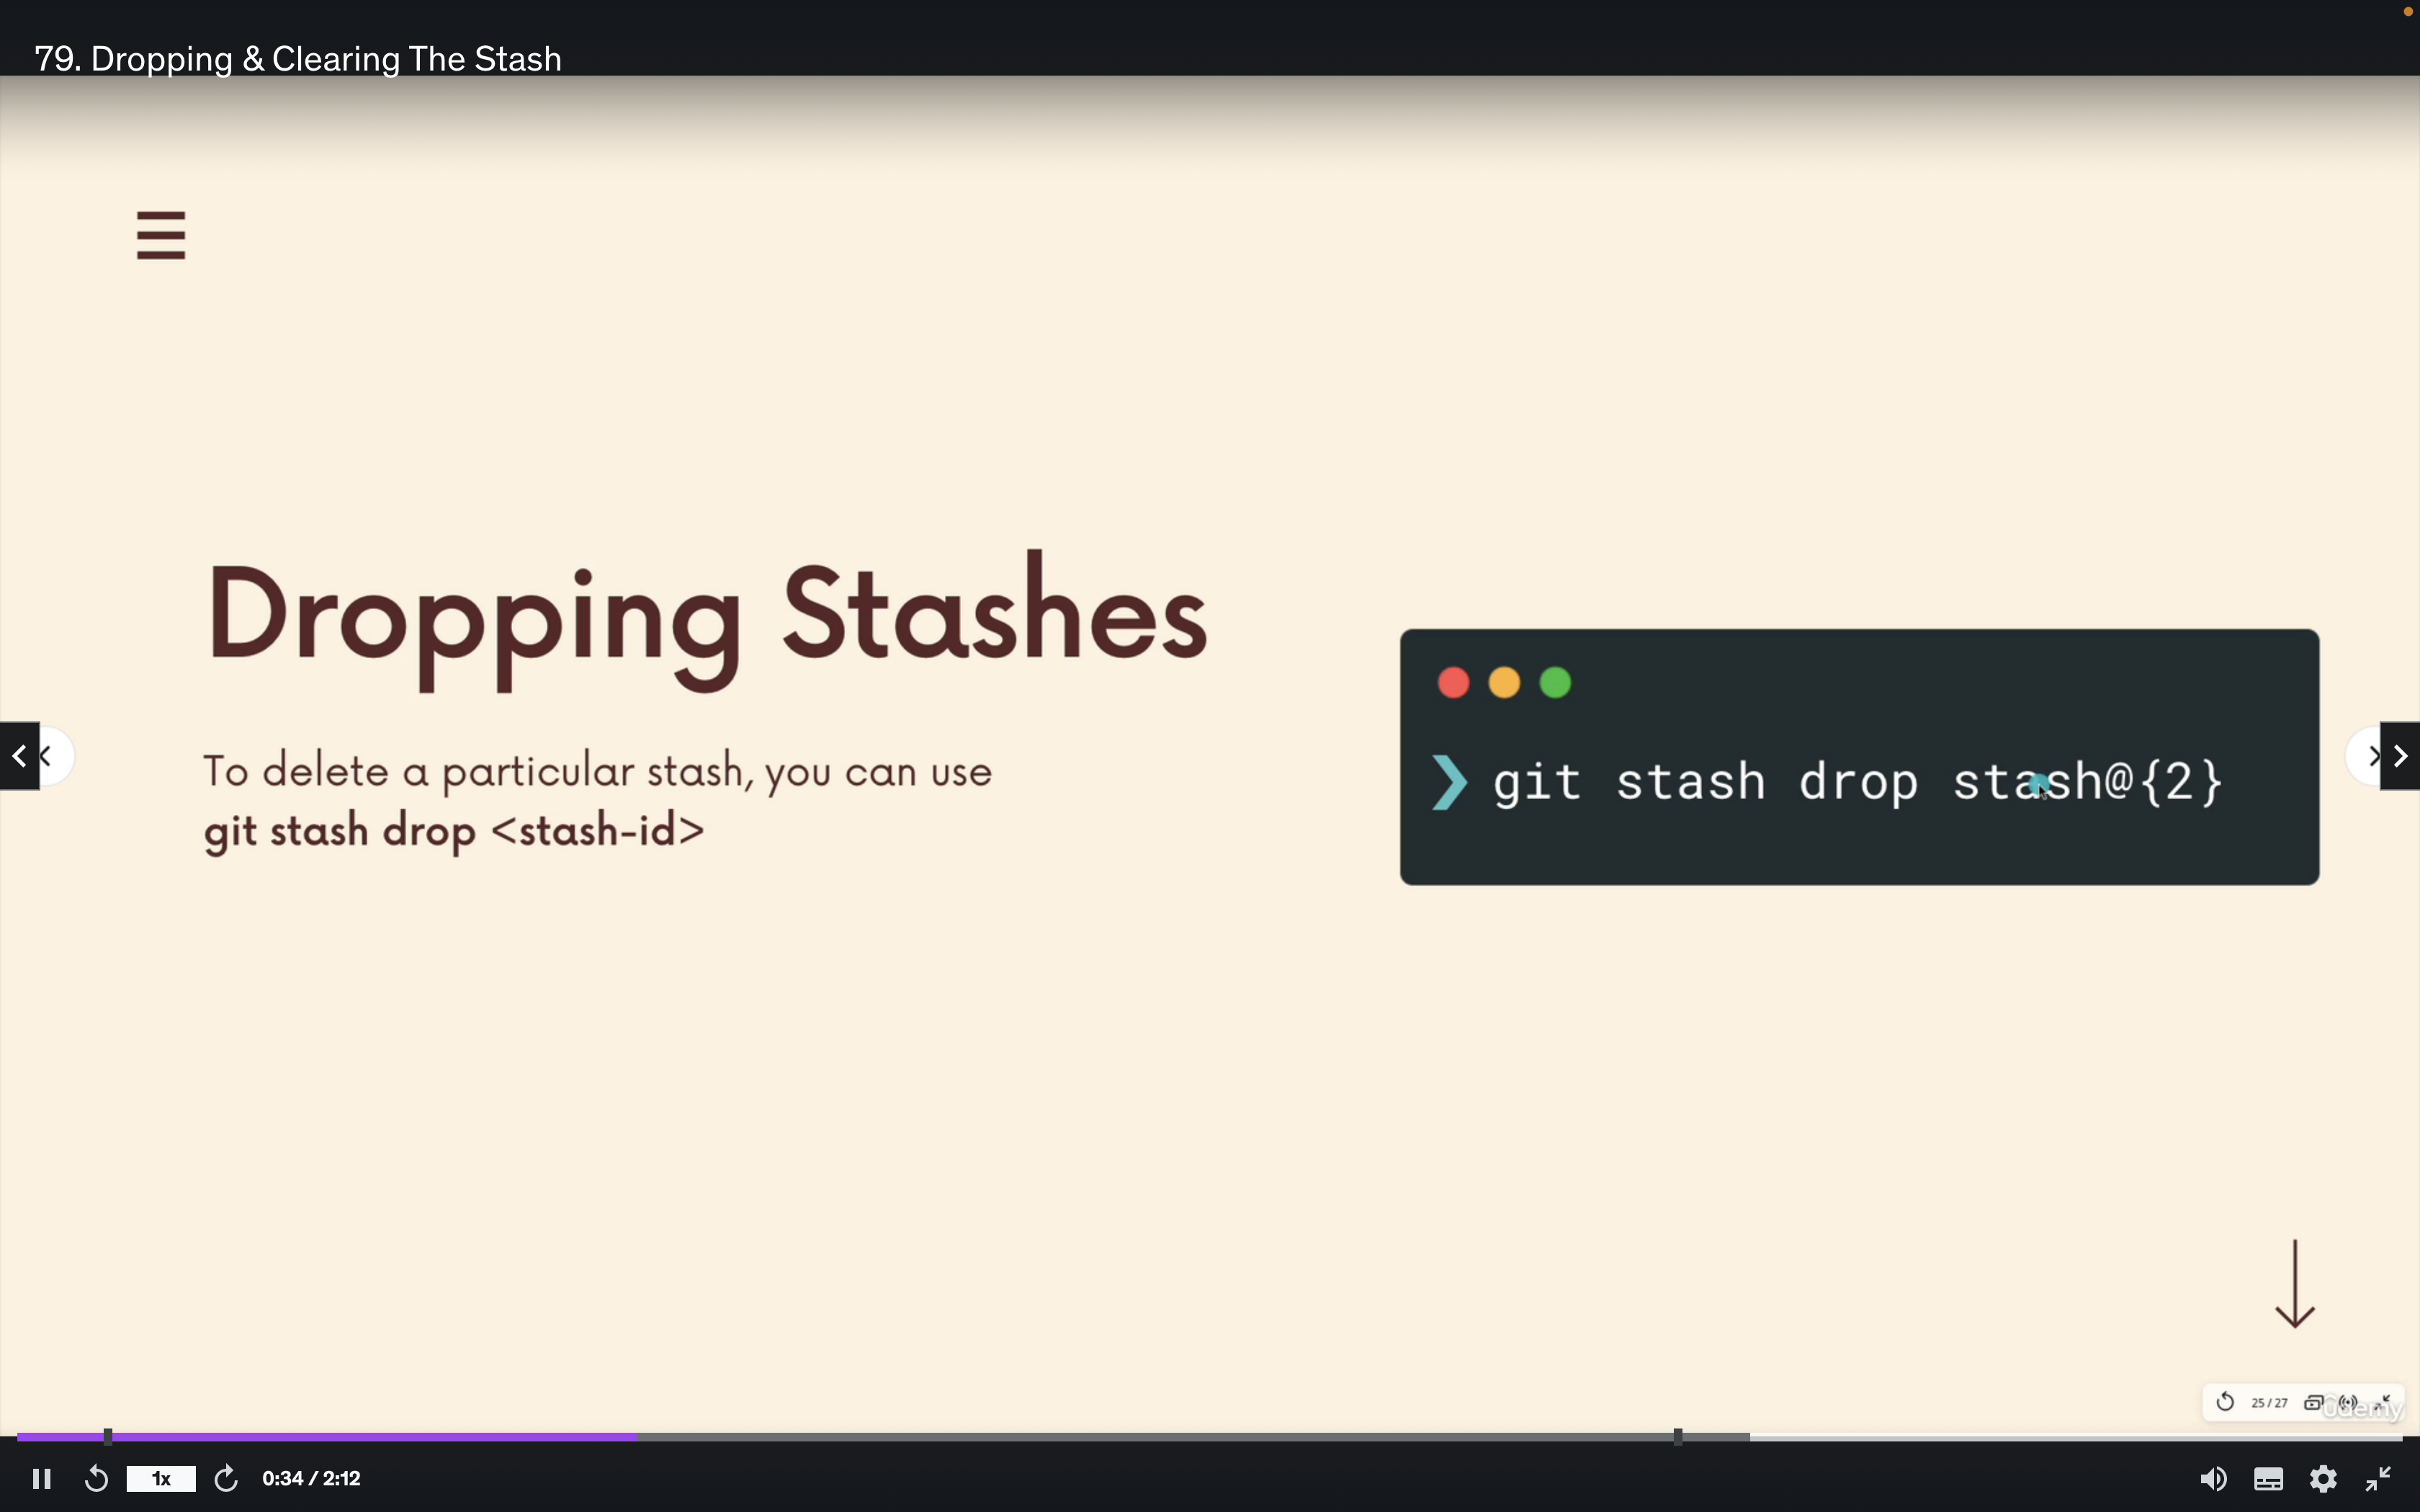 79. Dropping & Clearing The Stash
Dropping Stashes
To delete a particular stash, you can use
git stash drop <stash-id>
❯ git stash drop stash@{2}
25 / 27
udemy
1x
0:34 / 2:12